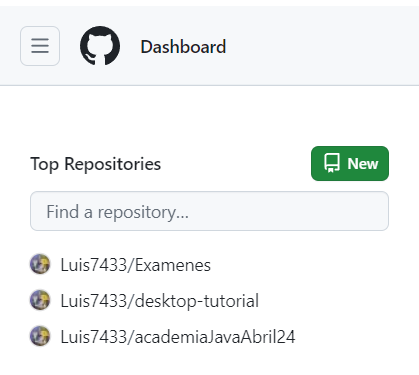 Dashboard
Top Repositories
New
Find a repository...
Luis7433/Examenes
Luis7433/desktop-tutorial
Luis7433/academiaJavaAbril24